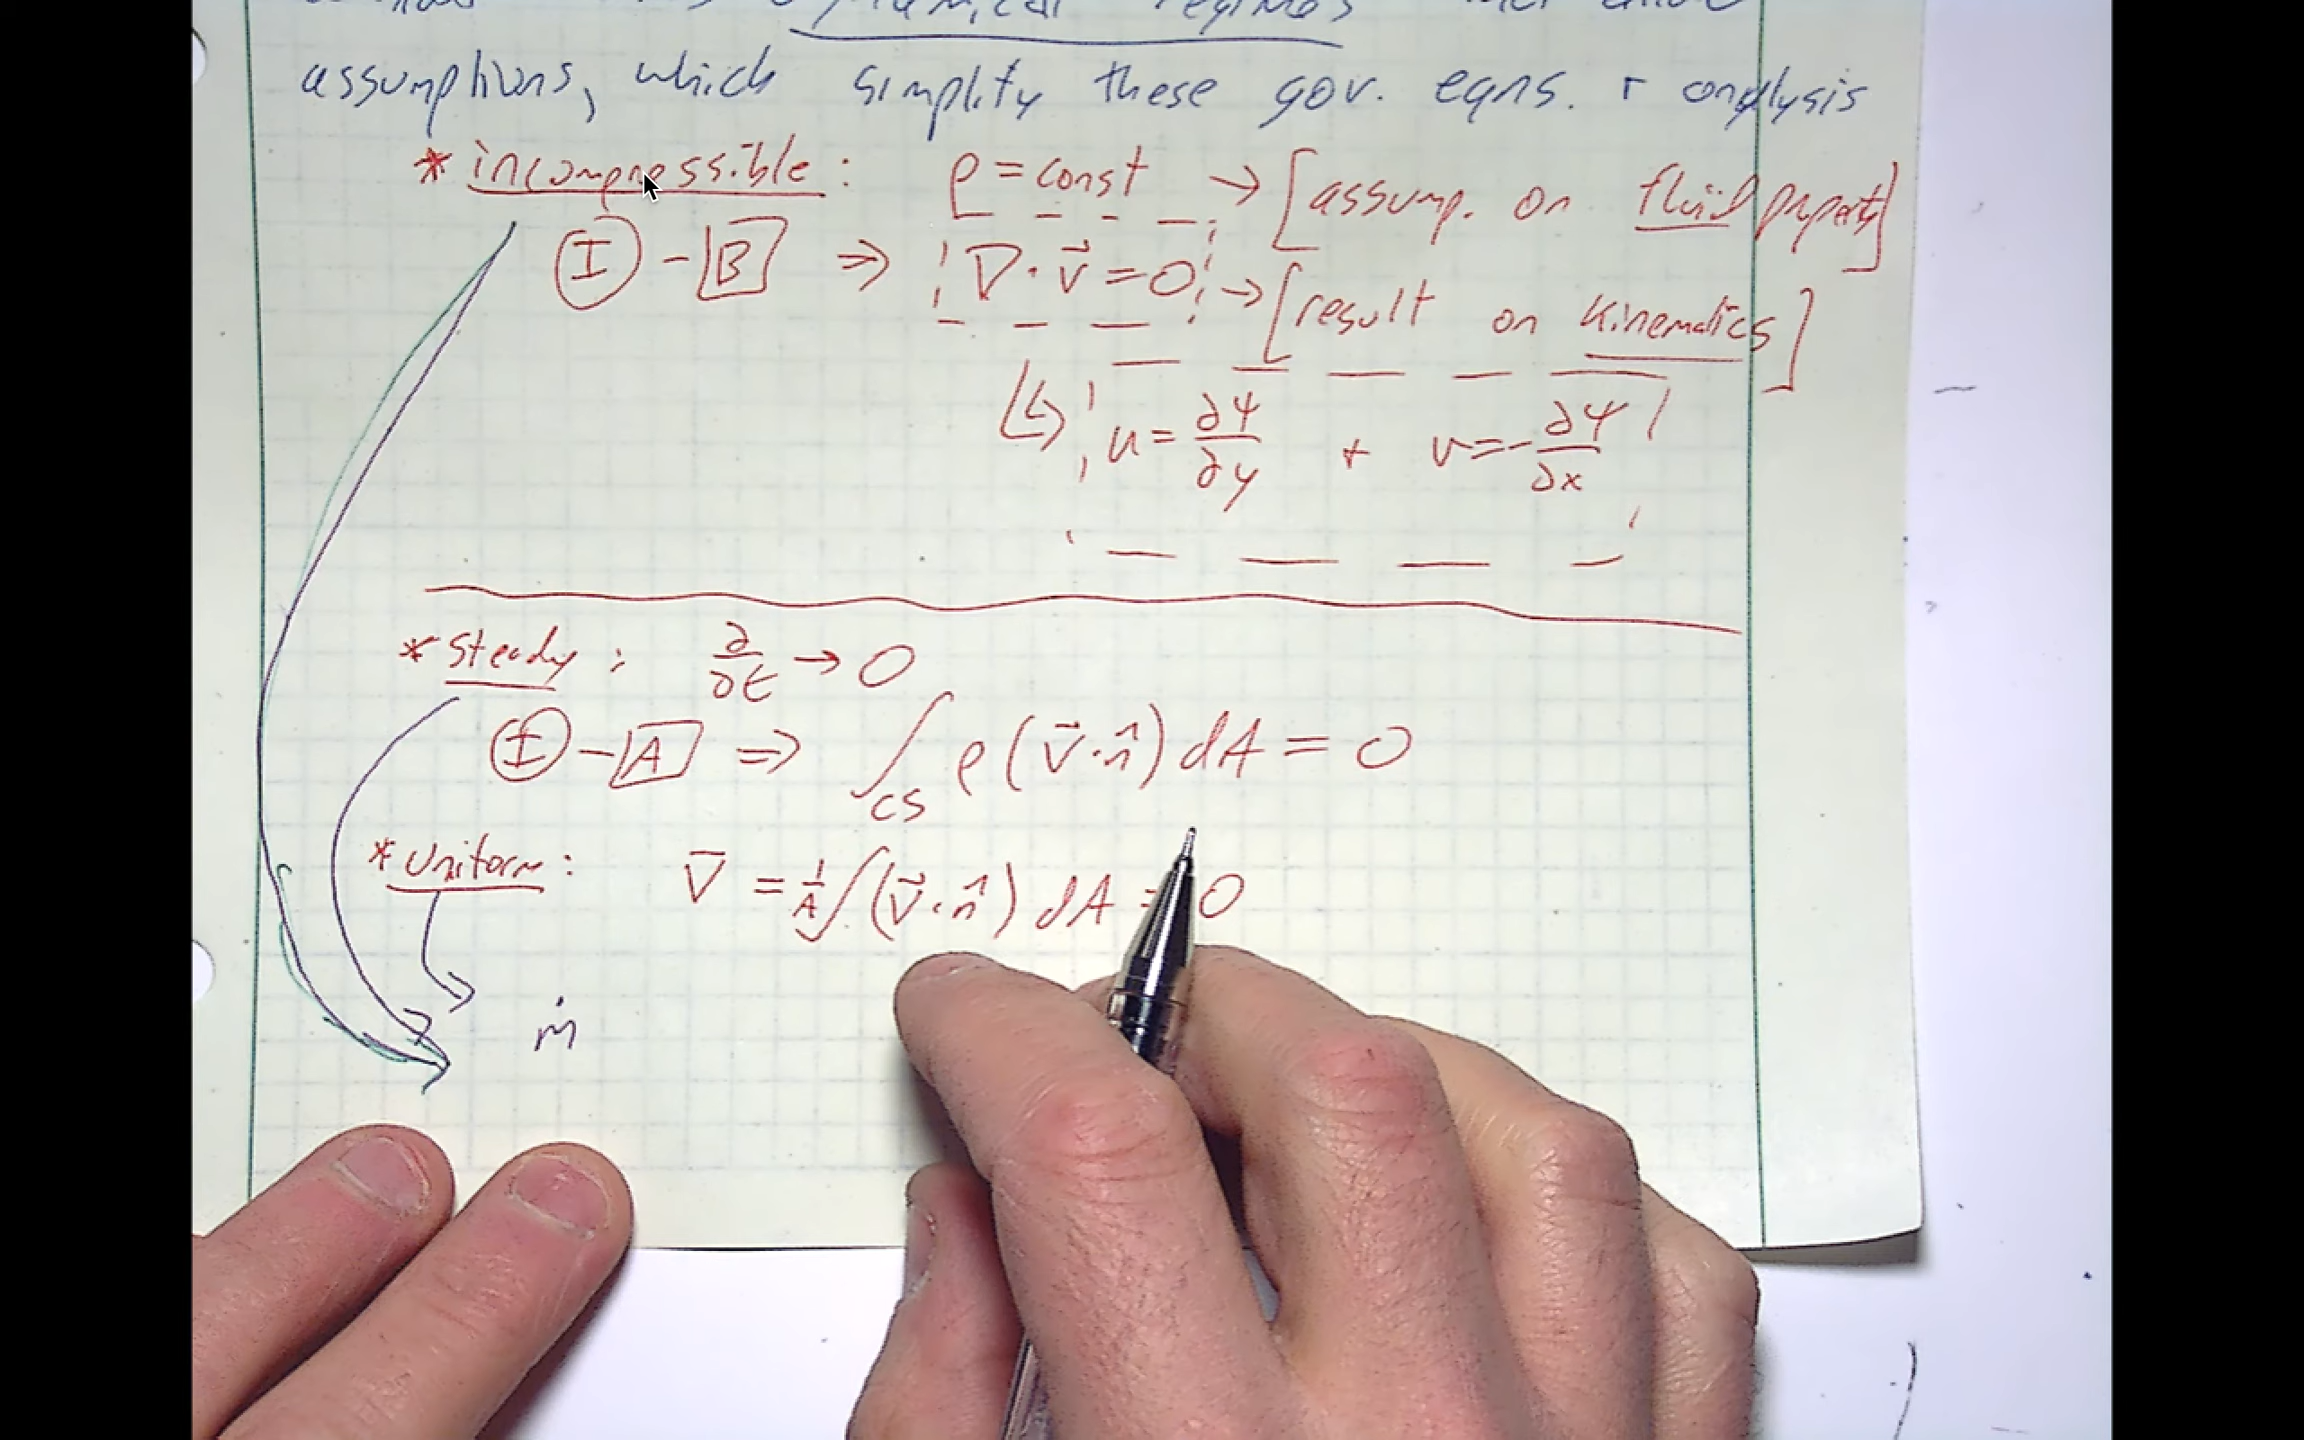 assumptions, which simplify these gov. eqns. + analysis
* incompressible: ρ = const → [assump. on fluid property]
Ⓘ - [B] ⇒ ∇·v⃗ = 0 → [result on kinematics]
↳ u = ∂Ψ/∂y + v = -∂Ψ/∂x
* steady: ∂/∂t → 0
Ⓘ - [A] ⇒ ∫_CS ρ(v⃗·n̂) dA = 0
* uniform: V̄ = 1/A ∫(v⃗·n̂) dA = 0
ṁ